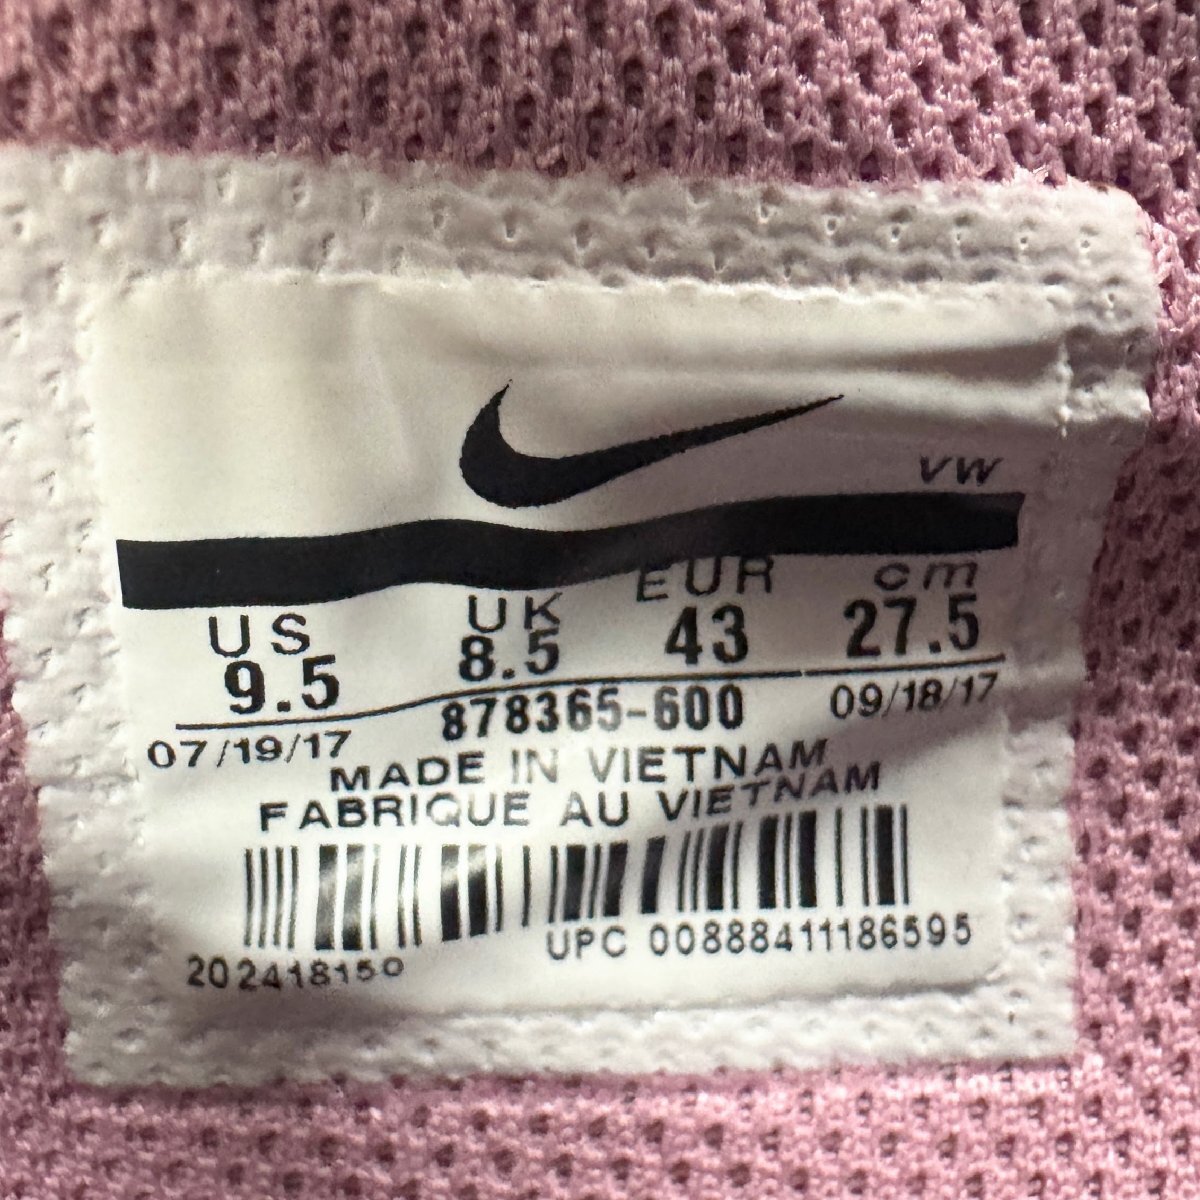 VW
US UK EUR cm
9.5 8.5 43 27.5
07/19/17 878365-600 09/18/17
MADE IN VIETNAM
FABRIQUE AU VIETNAM
202418150 UPC 00888411186595